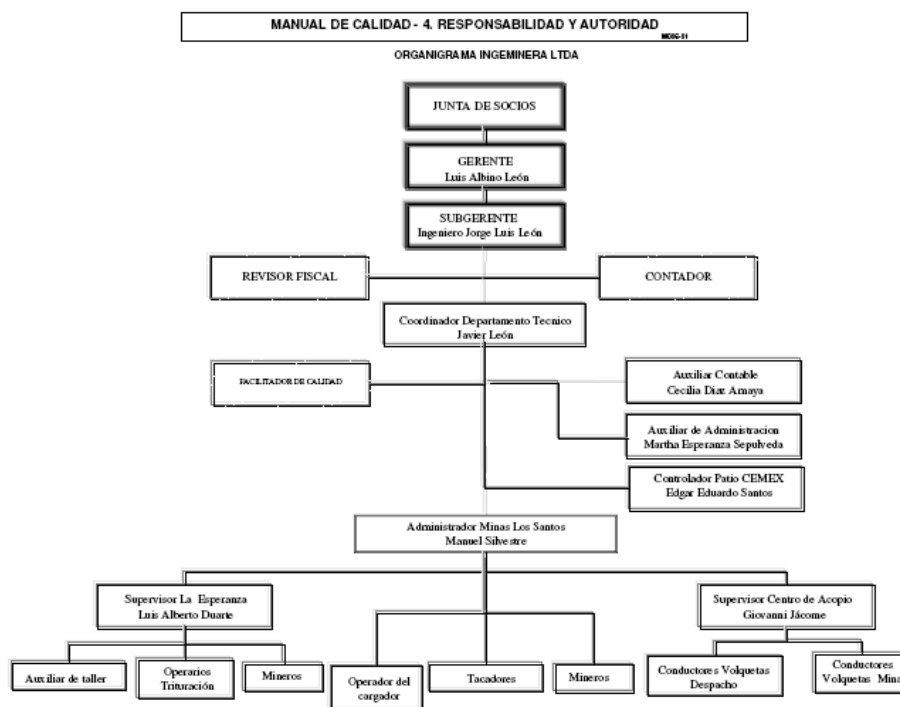 MANUAL DE CALIDAD - 4. RESPONSABILIDAD Y AUTORIDAD
ORGANIGRAMA INGEMINERA LTDA
JUNTA DE SOCIOS
GERENTE
Luis Albino León
SUBGERENTE
Ingeniero Jorge Luis León
REVISOR FISCAL
CONTADOR
Coordinador Departamento Tecnico
Javier León
FACILITADOR DE CALIDAD
Auxiliar Contable
Cecilia Diaz Amaya
Auxiliar de Administracion
Martha Esperanza Sepulveda
Controlador Patio CEMEX
Edgar Eduardo Santos
Administrador Minas Los Santos
Manuel Silvestre
Supervisor La Esperanza
Luis Alberto Duarte
Supervisor Centro de Acopio
Giovanni Jácome
Auxiliar de taller
Operarios
Trituración
Mineros
Operador del
cargador
Tacadores
Mineros
Conductores Volquetas
Despacho
Conductores
Volquetas Mina